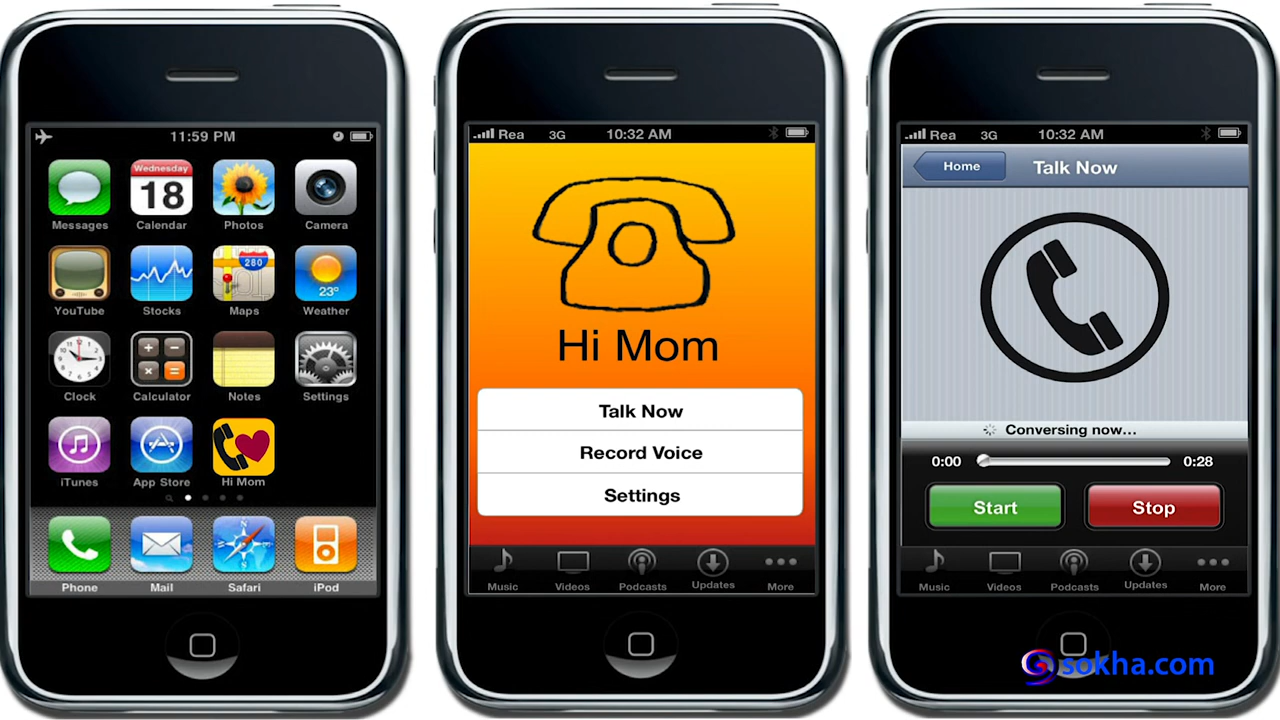 11:59 PM
Wednesday
18
Messages
Calendar
Photos
Camera
280
23°
YouTube
Stocks
Maps
Weather
Clock
Calculator
Notes
Settings
iTunes
App Store
Hi Mom
Phone
Mail
Safari
iPod
Rea 3G 10:32 AM
Hi Mom
Talk Now
Record Voice
Settings
Music
Videos
Podcasts
Updates
More
Rea 3G 10:32 AM
Home
Talk Now
Conversing now...
0:00
0:28
Start
Stop
Music
Videos
Podcasts
Updates
More
sokha.com